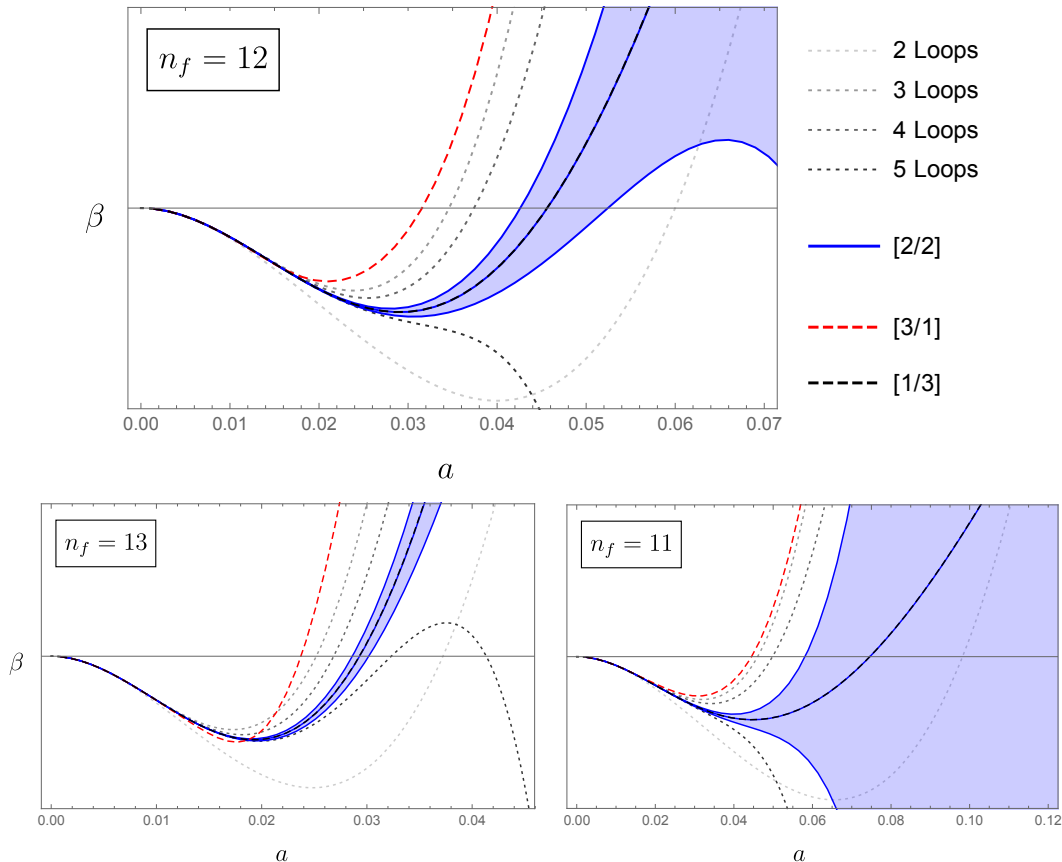 n_f = 12
β
0.00 0.01 0.02 0.03 0.04 0.05 0.06 0.07
a
2 Loops
3 Loops
4 Loops
5 Loops
[2/2]
[3/1]
[1/3]
n_f = 13
β
0.00 0.01 0.02 0.03 0.04
a
n_f = 11
0.00 0.02 0.04 0.06 0.08 0.10 0.12
a